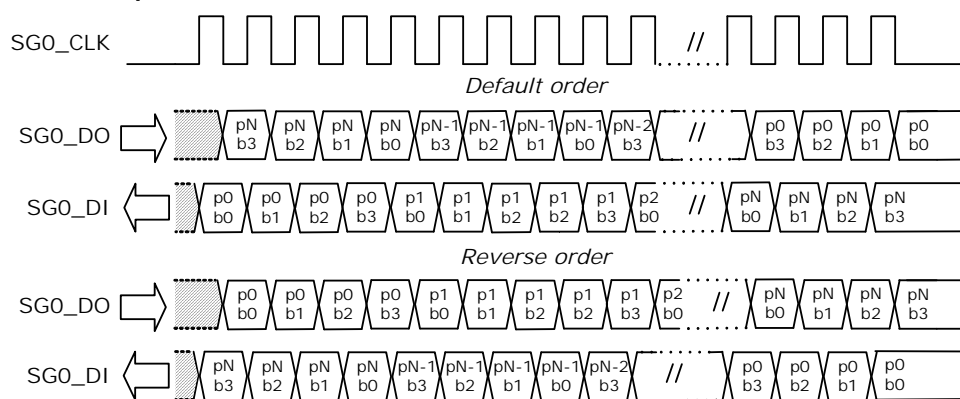 SG0_CLK //
Default order
SG0_DO
pN pN pN pN pN-1 pN-1 pN-1 pN-1 pN-2 // p0 p0 p0 p0
b3 b2 b1 b0 b3 b2 b1 b0 b3 b3 b2 b1 b0
SG0_DI
p0 p0 p0 p0 p1 p1 p1 p1 p1 p2 // pN pN pN pN
b0 b1 b2 b3 b0 b1 b2 b2 b3 b0 b0 b1 b2 b3
Reverse order
SG0_DO
p0 p0 p0 p0 p1 p1 p1 p1 p1 p2 // pN pN pN pN
b0 b1 b2 b3 b0 b1 b2 b2 b3 b0 b0 b1 b2 b3
SG0_DI
pN pN pN pN pN-1 pN-1 pN-1 pN-1 pN-2 // p0 p0 p0 p0
b3 b2 b1 b0 b3 b2 b1 b0 b3 b3 b2 b1 b0